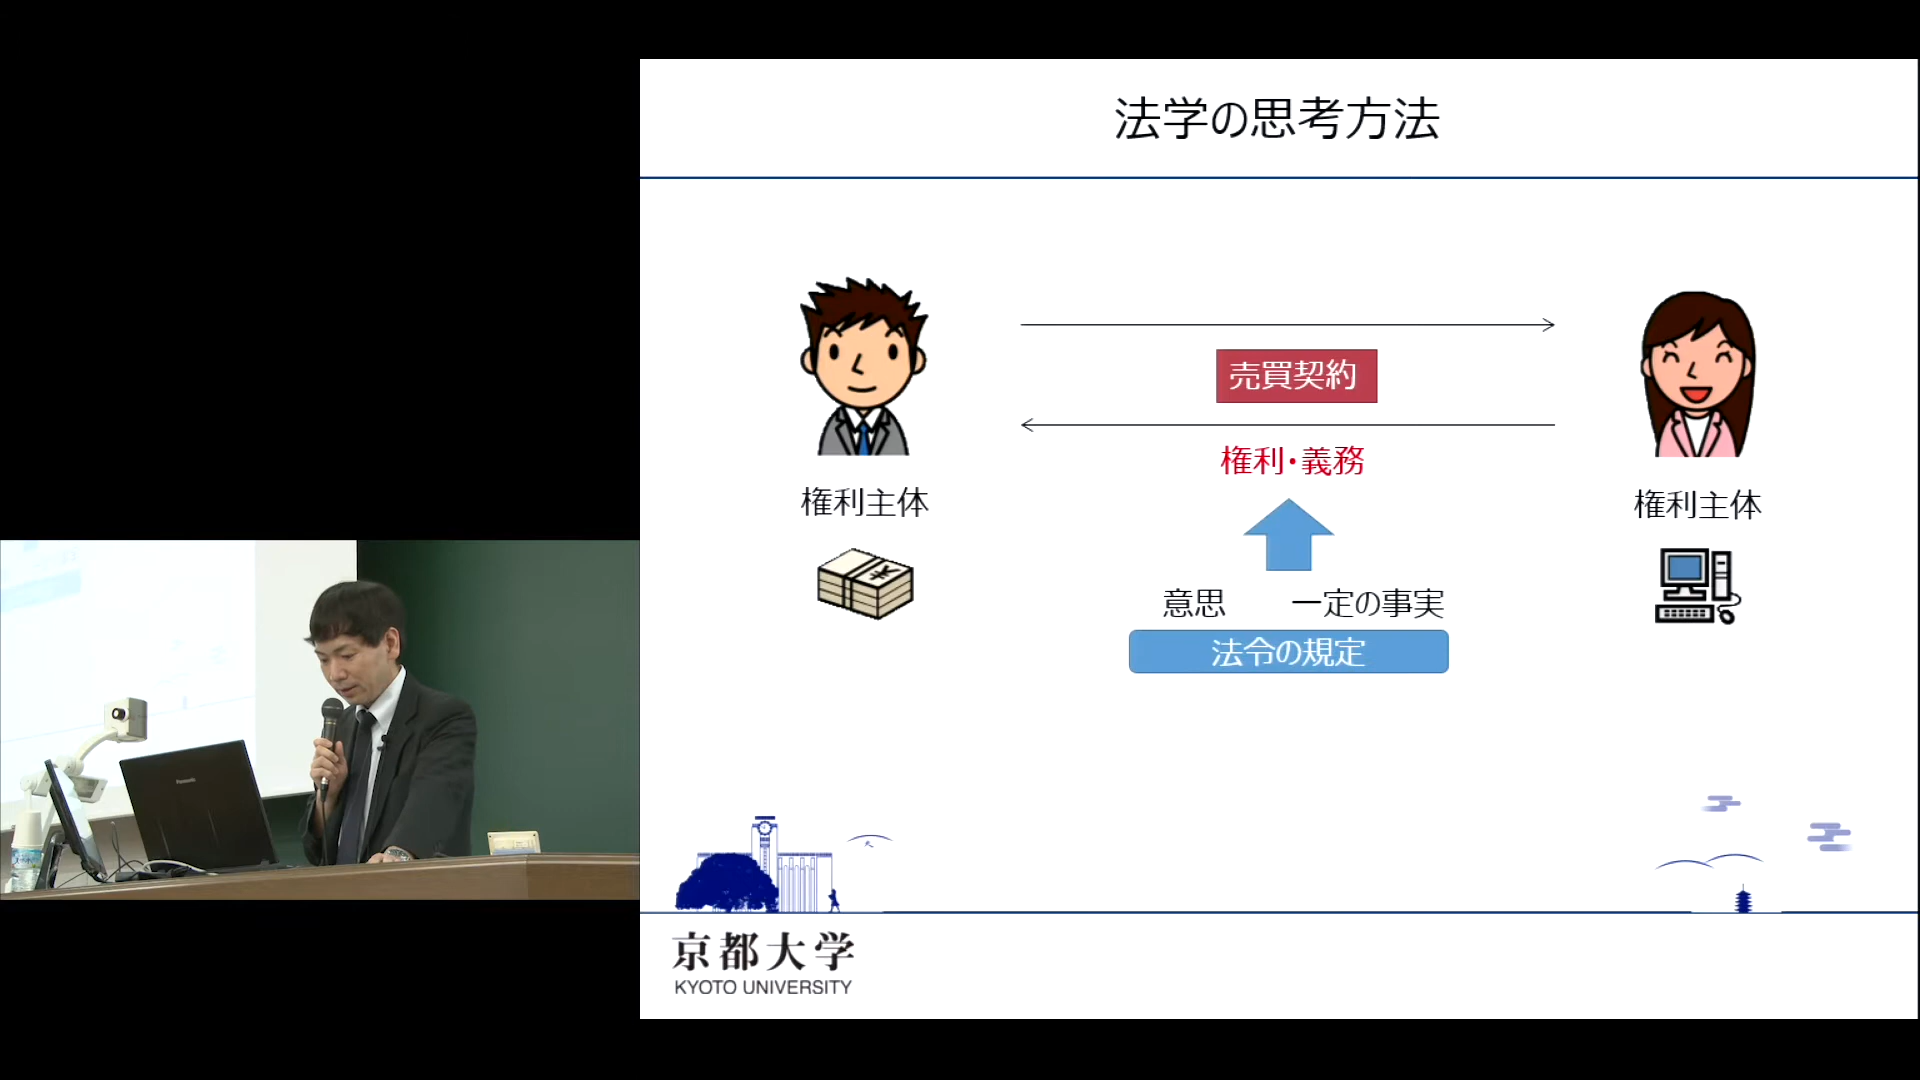 法学の思考方法
売買契約
権利・義務
権利主体
権利主体
意思 一定の事実
法令の規定
京都大学
KYOTO UNIVERSITY
Panasonic